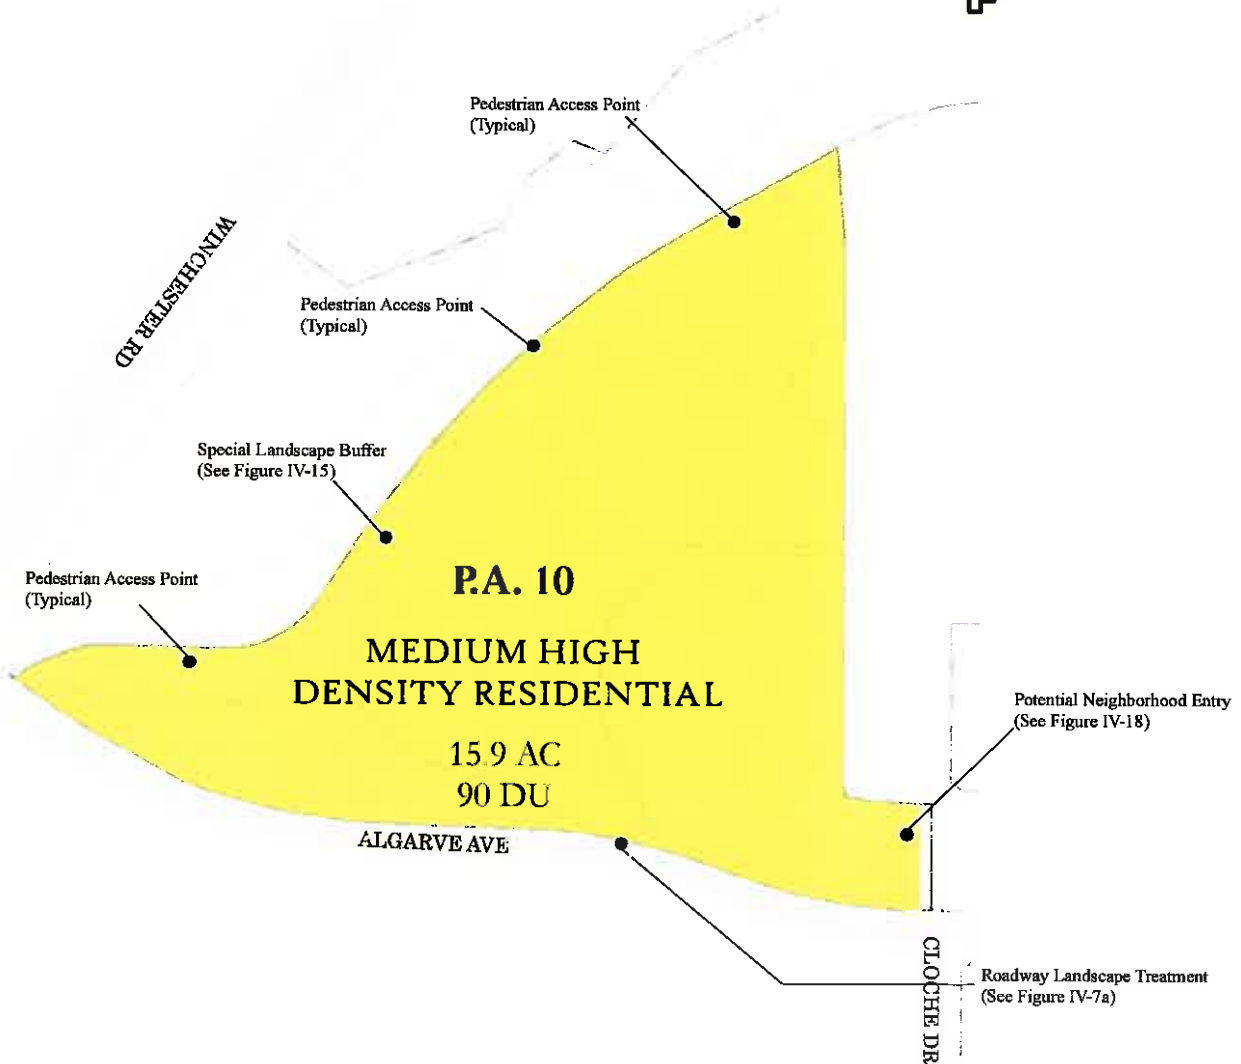 Pedestrian Access Point
(Typical)
WINCHESTER RD
Pedestrian Access Point
(Typical)
Special Landscape Buffer
(See Figure IV-15)
Pedestrian Access Point
(Typical)
P.A. 10
MEDIUM HIGH
DENSITY RESIDENTIAL
15.9 AC
90 DU
ALGARVE AVE
Potential Neighborhood Entry
(See Figure IV-18)
CLOCHE DR
Roadway Landscape Treatment
(See Figure IV-7a)